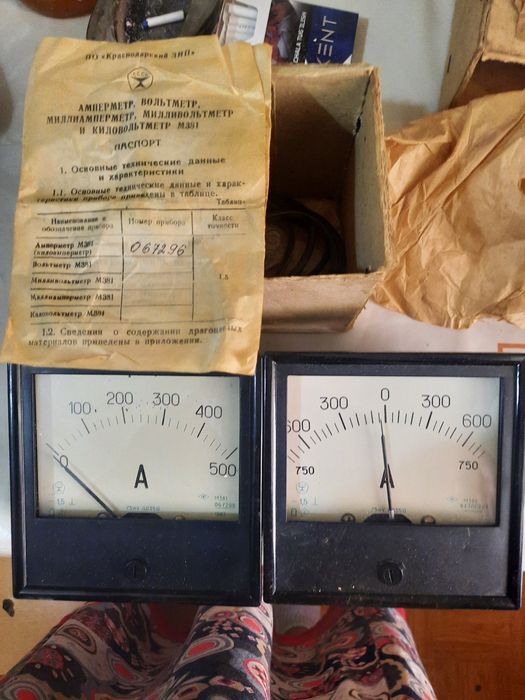 ПО «Краснодарский ЗИП»
АМПЕРМЕТР, ВОЛЬТМЕТР,
МИЛЛИАМПЕРМЕТР, МИЛЛИВОЛЬТМЕТР
И КИЛОВОЛЬТМЕТР М381
ПАСПОРТ
1. Основные технические данные
и характеристики
1.1. Основные технические данные и харак-
теристики прибора приведены в таблице.
Таблица
Наименование и обозначение прибора
Номер прибора
Класс точности
Амперметр М381
(килоамперметр)
067296
Вольтметр М381
Милливольтметр М381
1,5
Миллиамперметр М381
Киловольтметр М381
1.2. Сведения о содержании драгоценных
материалов приведены в приложении.
KENT
0 100 200 300 400 500
A
1,5
М381
600 300 0 300 600
750 750
A
1,5
М381